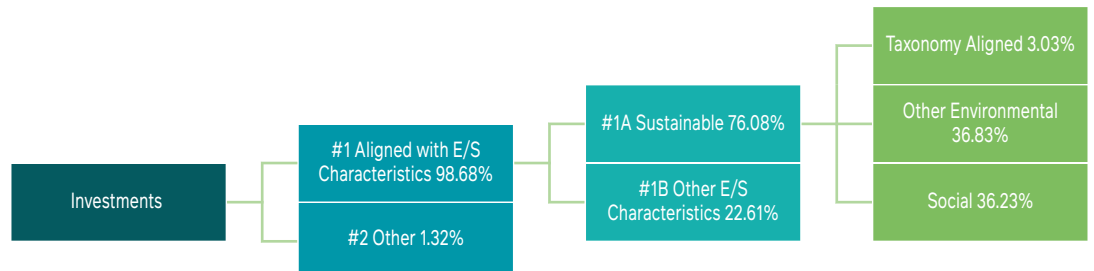 Investments
#1 Aligned with E/S
Characteristics 98.68%
#2 Other 1.32%
#1A Sustainable 76.08%
#1B Other E/S
Characteristics 22.61%
Taxonomy Aligned 3.03%
Other Environmental
36.83%
Social 36.23%